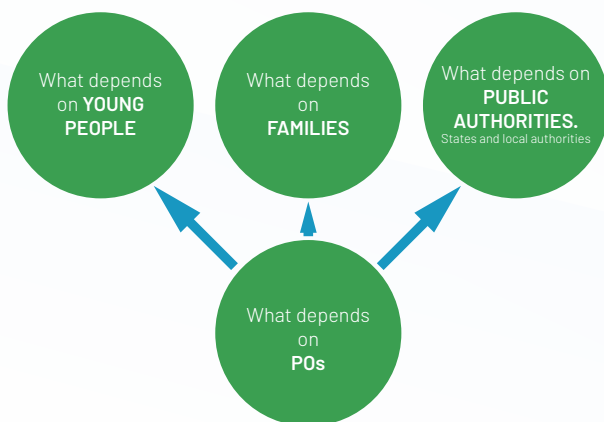 What depends
on YOUNG
PEOPLE
What depends
on
FAMILIES
What depends on
PUBLIC
AUTHORITIES.
States and local authorities
What depends
on
POs